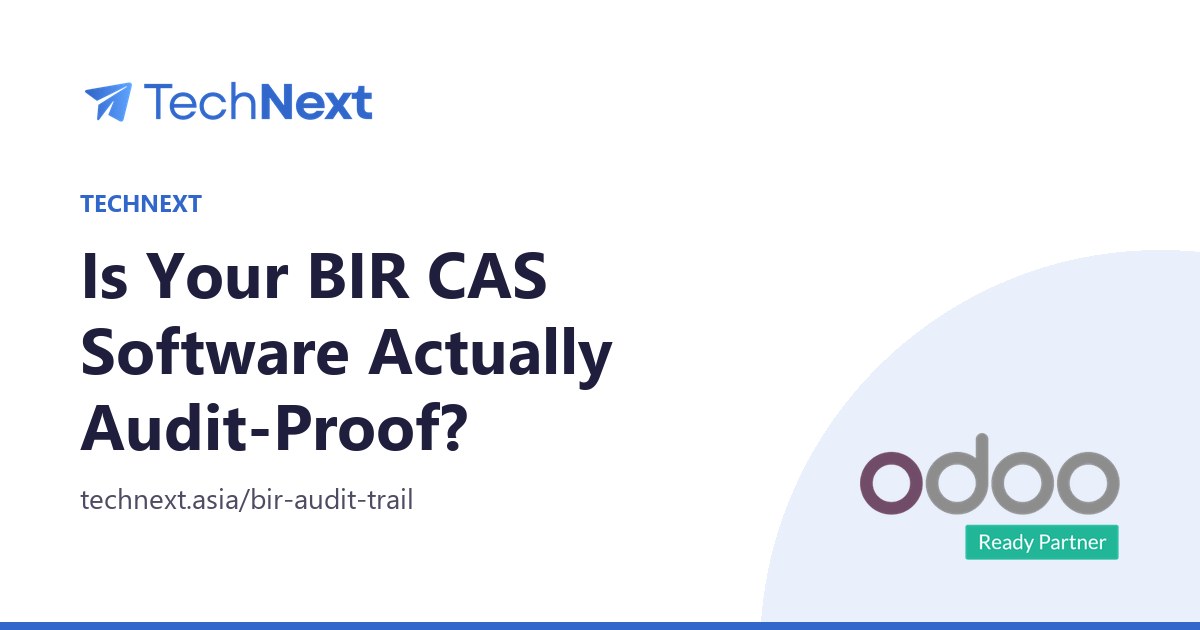 TechNext
TECHNEXT
Is Your BIR CAS
Software Actually
Audit-Proof?
technext.asia/bir-audit-trail
odoo
Ready Partner